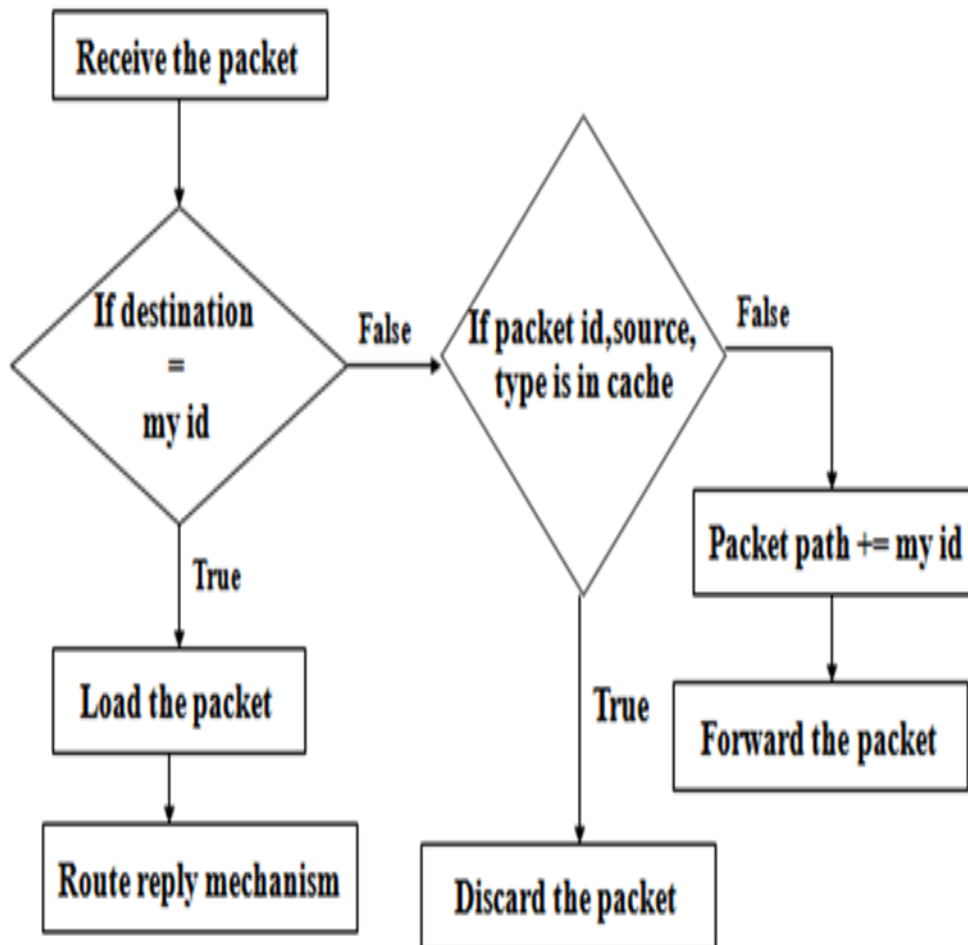 Receive the packet
If destination
=
my id
False
If packet id,source,
type is in cache
False
Packet path += my id
True
Load the packet
True
Forward the packet
Route reply mechanism
Discard the packet